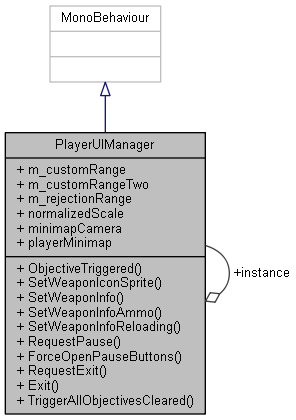 MonoBehaviour
PlayerUIManager
+ m_customRange
+ m_customRangeTwo
+ m_rejectionRange
+ normalizedScale
+ minimapCamera
+ playerMinimap
+ ObjectiveTriggered()
+ SetWeaponIconSprite()
+ SetWeaponInfo()
+ SetWeaponInfoAmmo()
+ SetWeaponInfoReloading()
+ RequestPause()
+ ForceOpenPauseButtons()
+ RequestExit()
+ Exit()
+ TriggerAllObjectivesCleared()
+instance